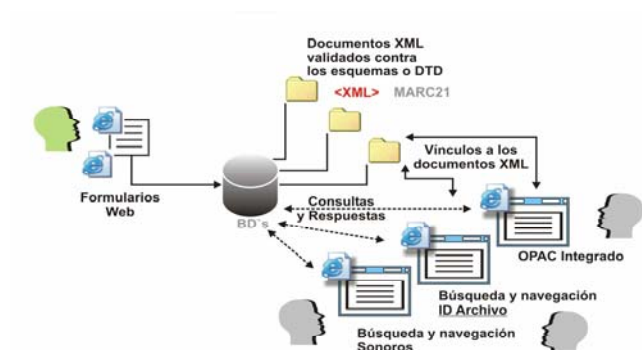 Documentos XML
validados contra
los esquemas o DTD
<XML> MARC21
Vínculos a los
documentos XML
Formularios
Web
BD´s
Consultas
y Respuestas
OPAC Integrado
Búsqueda y navegación
ID Archivo
Búsqueda y navegación
Sonoros